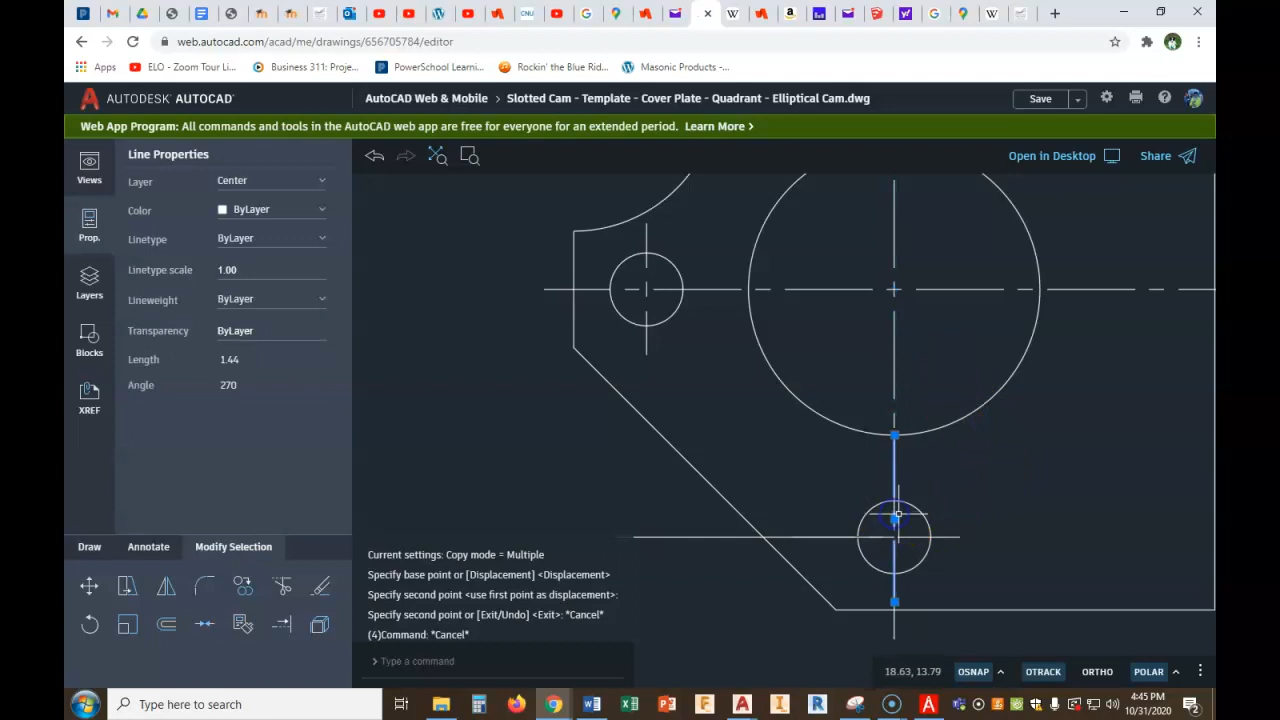 CNU
W
a
W
web.autocad.com/acad/me/drawings/656705784/editor
Apps
ELO - Zoom Tour Li...
Business 311: Proje...
PowerSchool Learni...
Rockin' the Blue Rid...
Masonic Products -...
AUTODESK® AUTOCAD®
AutoCAD Web & Mobile > Slotted Cam - Template - Cover Plate - Quadrant - Elliptical Cam.dwg
Save
Web App Program: All commands and tools in the AutoCAD web app are free for everyone for an extended period. Learn More >
Views
Prop.
Layers
Blocks
XREF
Line Properties
Layer Center
Color ByLayer
Linetype ByLayer
Linetype scale 1.00
Lineweight ByLayer
Transparency ByLayer
Length 1.44
Angle 270
Open in Desktop
Share
Draw Annotate Modify Selection
Current settings: Copy mode = Multiple
Specify base point or [Displacement] <Displacement>
Specify second point <use first point as displacement>:
Specify second point or [Exit/Undo] <Exit>: *Cancel*
(4)Command: *Cancel*
> Type a command
18.63, 13.79 OSNAP OTRACK ORTHO POLAR
Type here to search
4:45 PM
10/31/2020
2